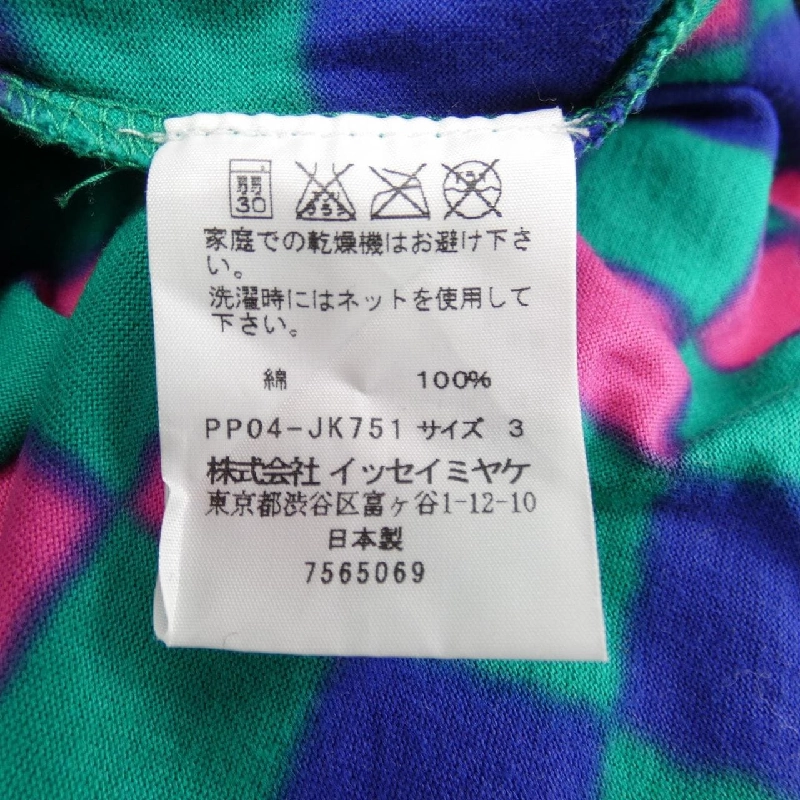 弱 30
家庭での乾燥機はお避け下さ
い。
洗濯時にはネットを使用して
下さい。
綿 100%
PP04-JK751 サイズ 3
株式会社 イッセイミヤケ
東京都渋谷区富ヶ谷1-12-10
日本製
7565069